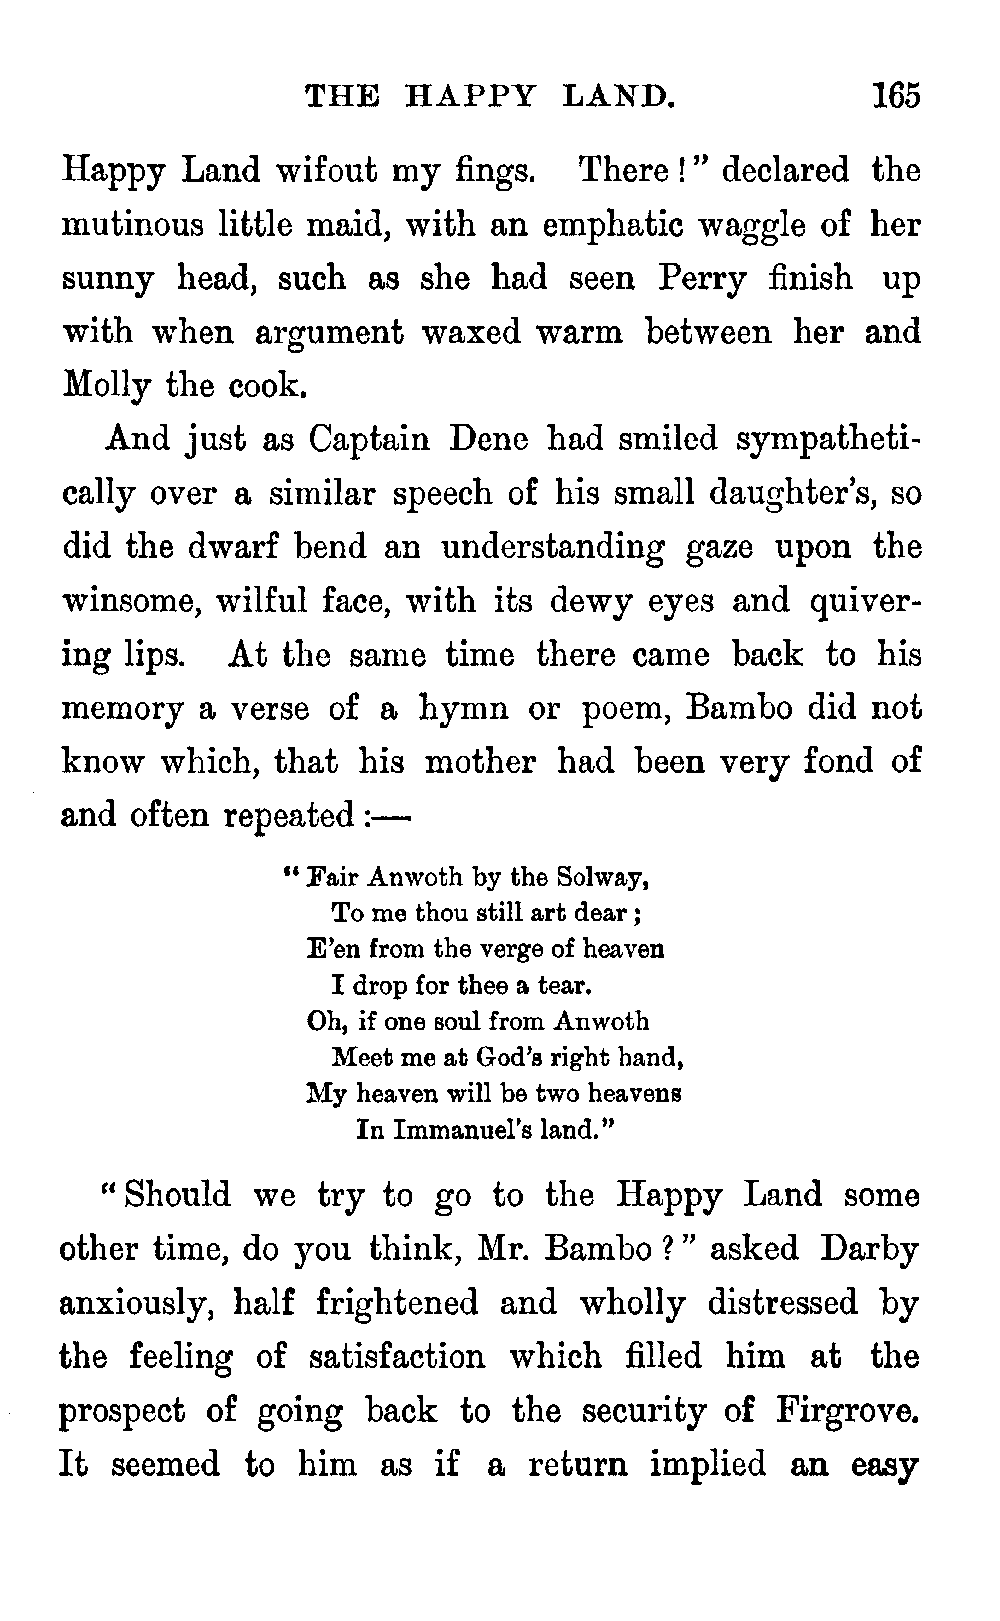 THE HAPPY LAND. 165
Happy Land wifout my fings. There!" declared the
mutinous little maid, with an emphatic waggle of her
sunny head, such as she had seen Perry finish up
with when argument waxed warm between her and
Molly the cook.
And just as Captain Dene had smiled sympatheti-
cally over a similar speech of his small daughter's, so
did the dwarf bend an understanding gaze upon the
winsome, wilful face, with its dewy eyes and quiver-
ing lips. At the same time there came back to his
memory a verse of a hymn or poem, Bambo did not
know which, that his mother had been very fond of
and often repeated:—
"Fair Anwoth by the Solway,
To me thou still art dear;
E'en from the verge of heaven
I drop for thee a tear.
Oh, if one soul from Anwoth
Meet me at God's right hand,
My heaven will be two heavens
In Immanuel's land."
"Should we try to go to the Happy Land some
other time, do you think, Mr. Bambo?" asked Darby
anxiously, half frightened and wholly distressed by
the feeling of satisfaction which filled him at the
prospect of going back to the security of Firgrove.
It seemed to him as if a return implied an easy